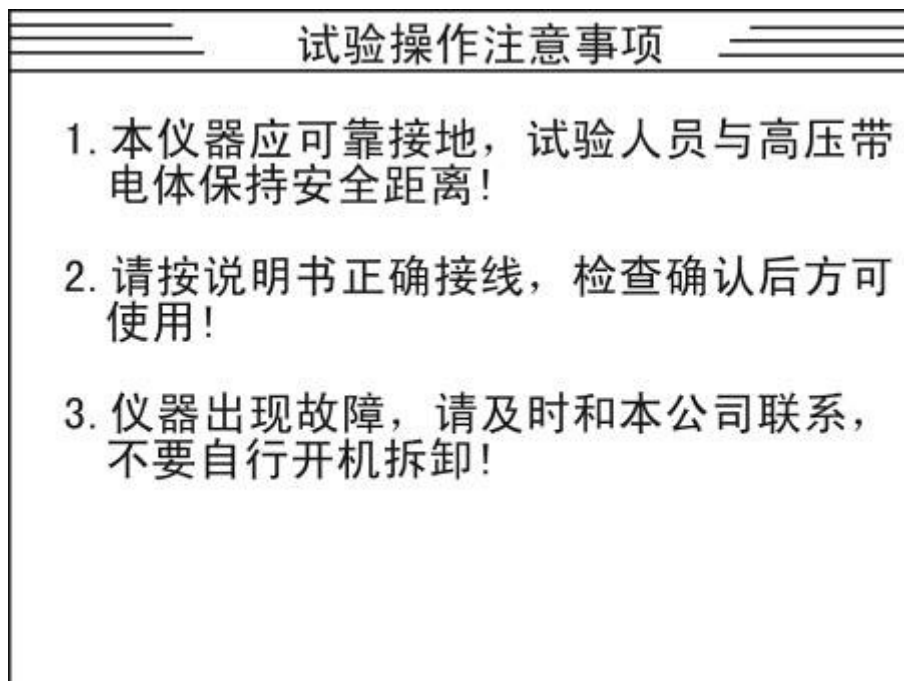 试验操作注意事项
1. 本仪器应可靠接地，试验人员与高压带
电体保持安全距离!
2. 请按说明书正确接线，检查确认后方可
使用!
3. 仪器出现故障，请及时和本公司联系，
不要自行开机拆卸!